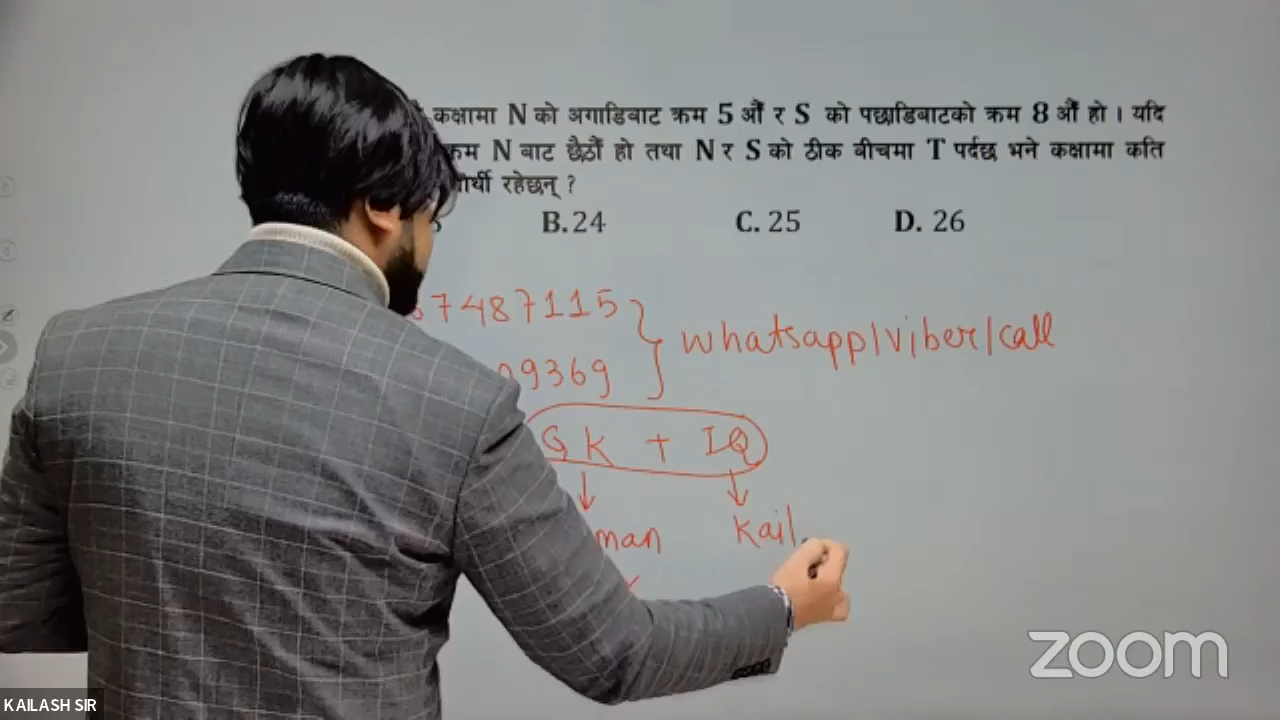 कक्षामा N को अगाडिबाट क्रम 5 औं र S को पछाडिबाटको क्रम 8 औं हो । यदि
N बाट छैठौं हो तथा N र S को ठीक बीचमा T पर्दछ भने कक्षामा कति
रहेछन् ?
B. 24 C. 25 D. 26
7487115
09369
whatsapp/viber/call
GK + IQ
man Kail
zoom
KAILASH SIR